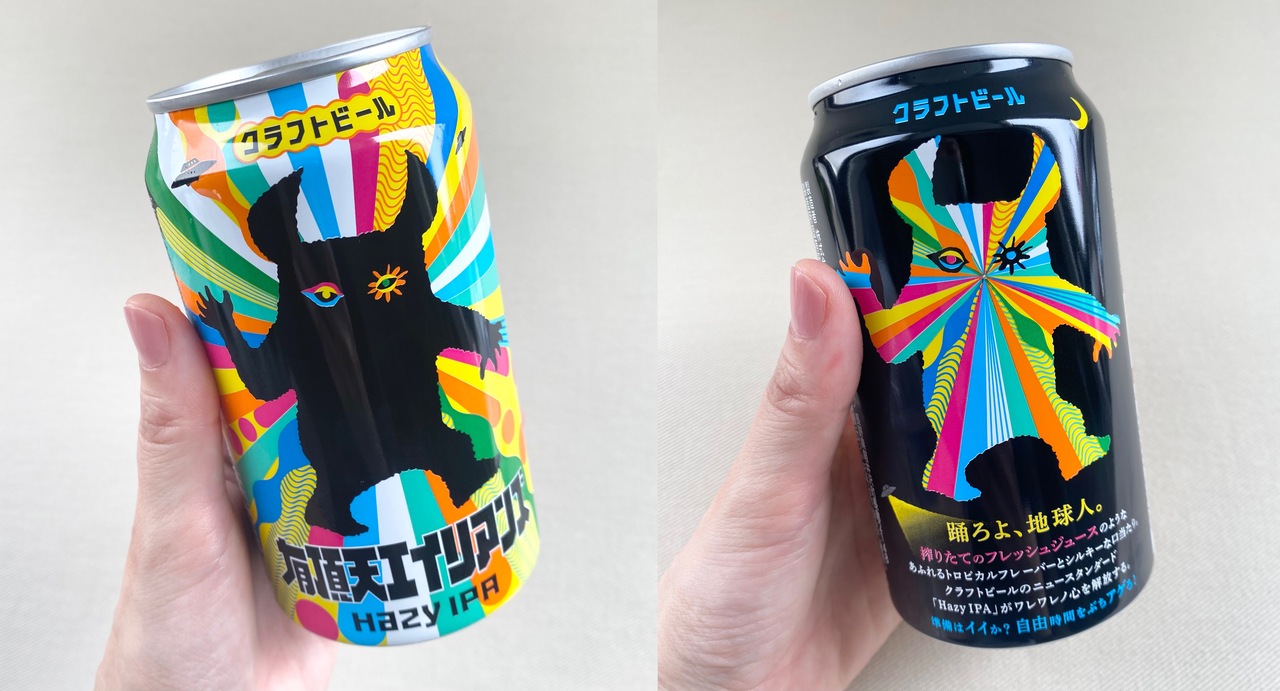 クラフトビール
有頂天エイリアンズ
Hazy IPA
クラフトビール
踊ろよ、地球人。
搾りたてのフレッシュジュースのような
あふれるトロピカルフレーバーとシルキーな口当たり。
クラフトビールのニュースタンダード
「Hazy IPA」がワレワレノ心を解放する。
準備はイイか? 自由時間をぶちアゲろ!